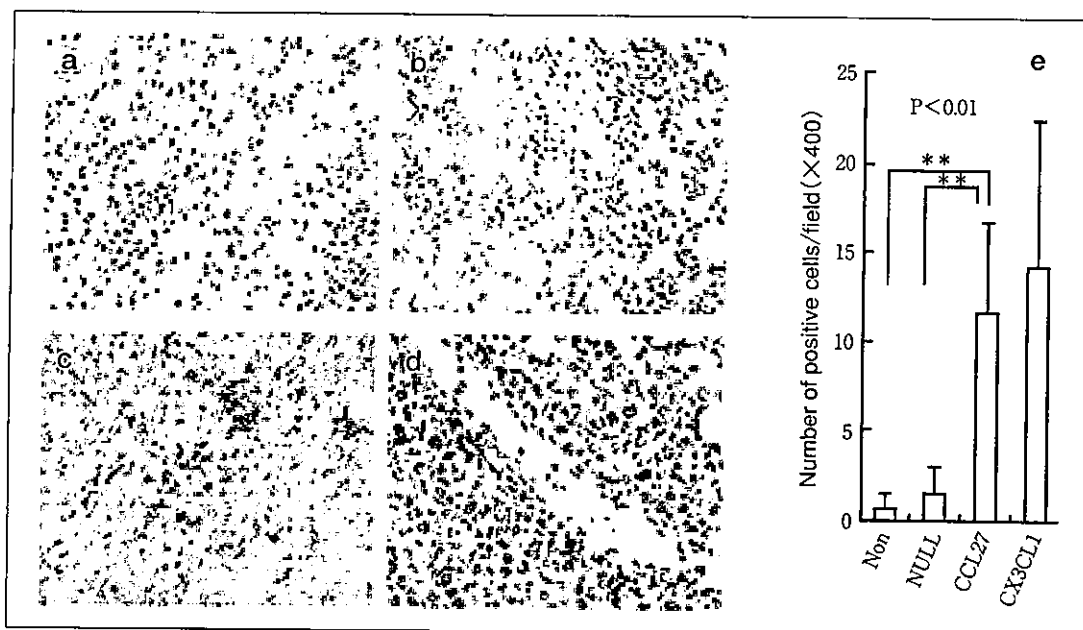 a
b
c
d
e
Number of positive cells/field (×400)
25
20
15
10
5
0
P<0.01
**
**
Non
NULL
CCL27
CX3CL1